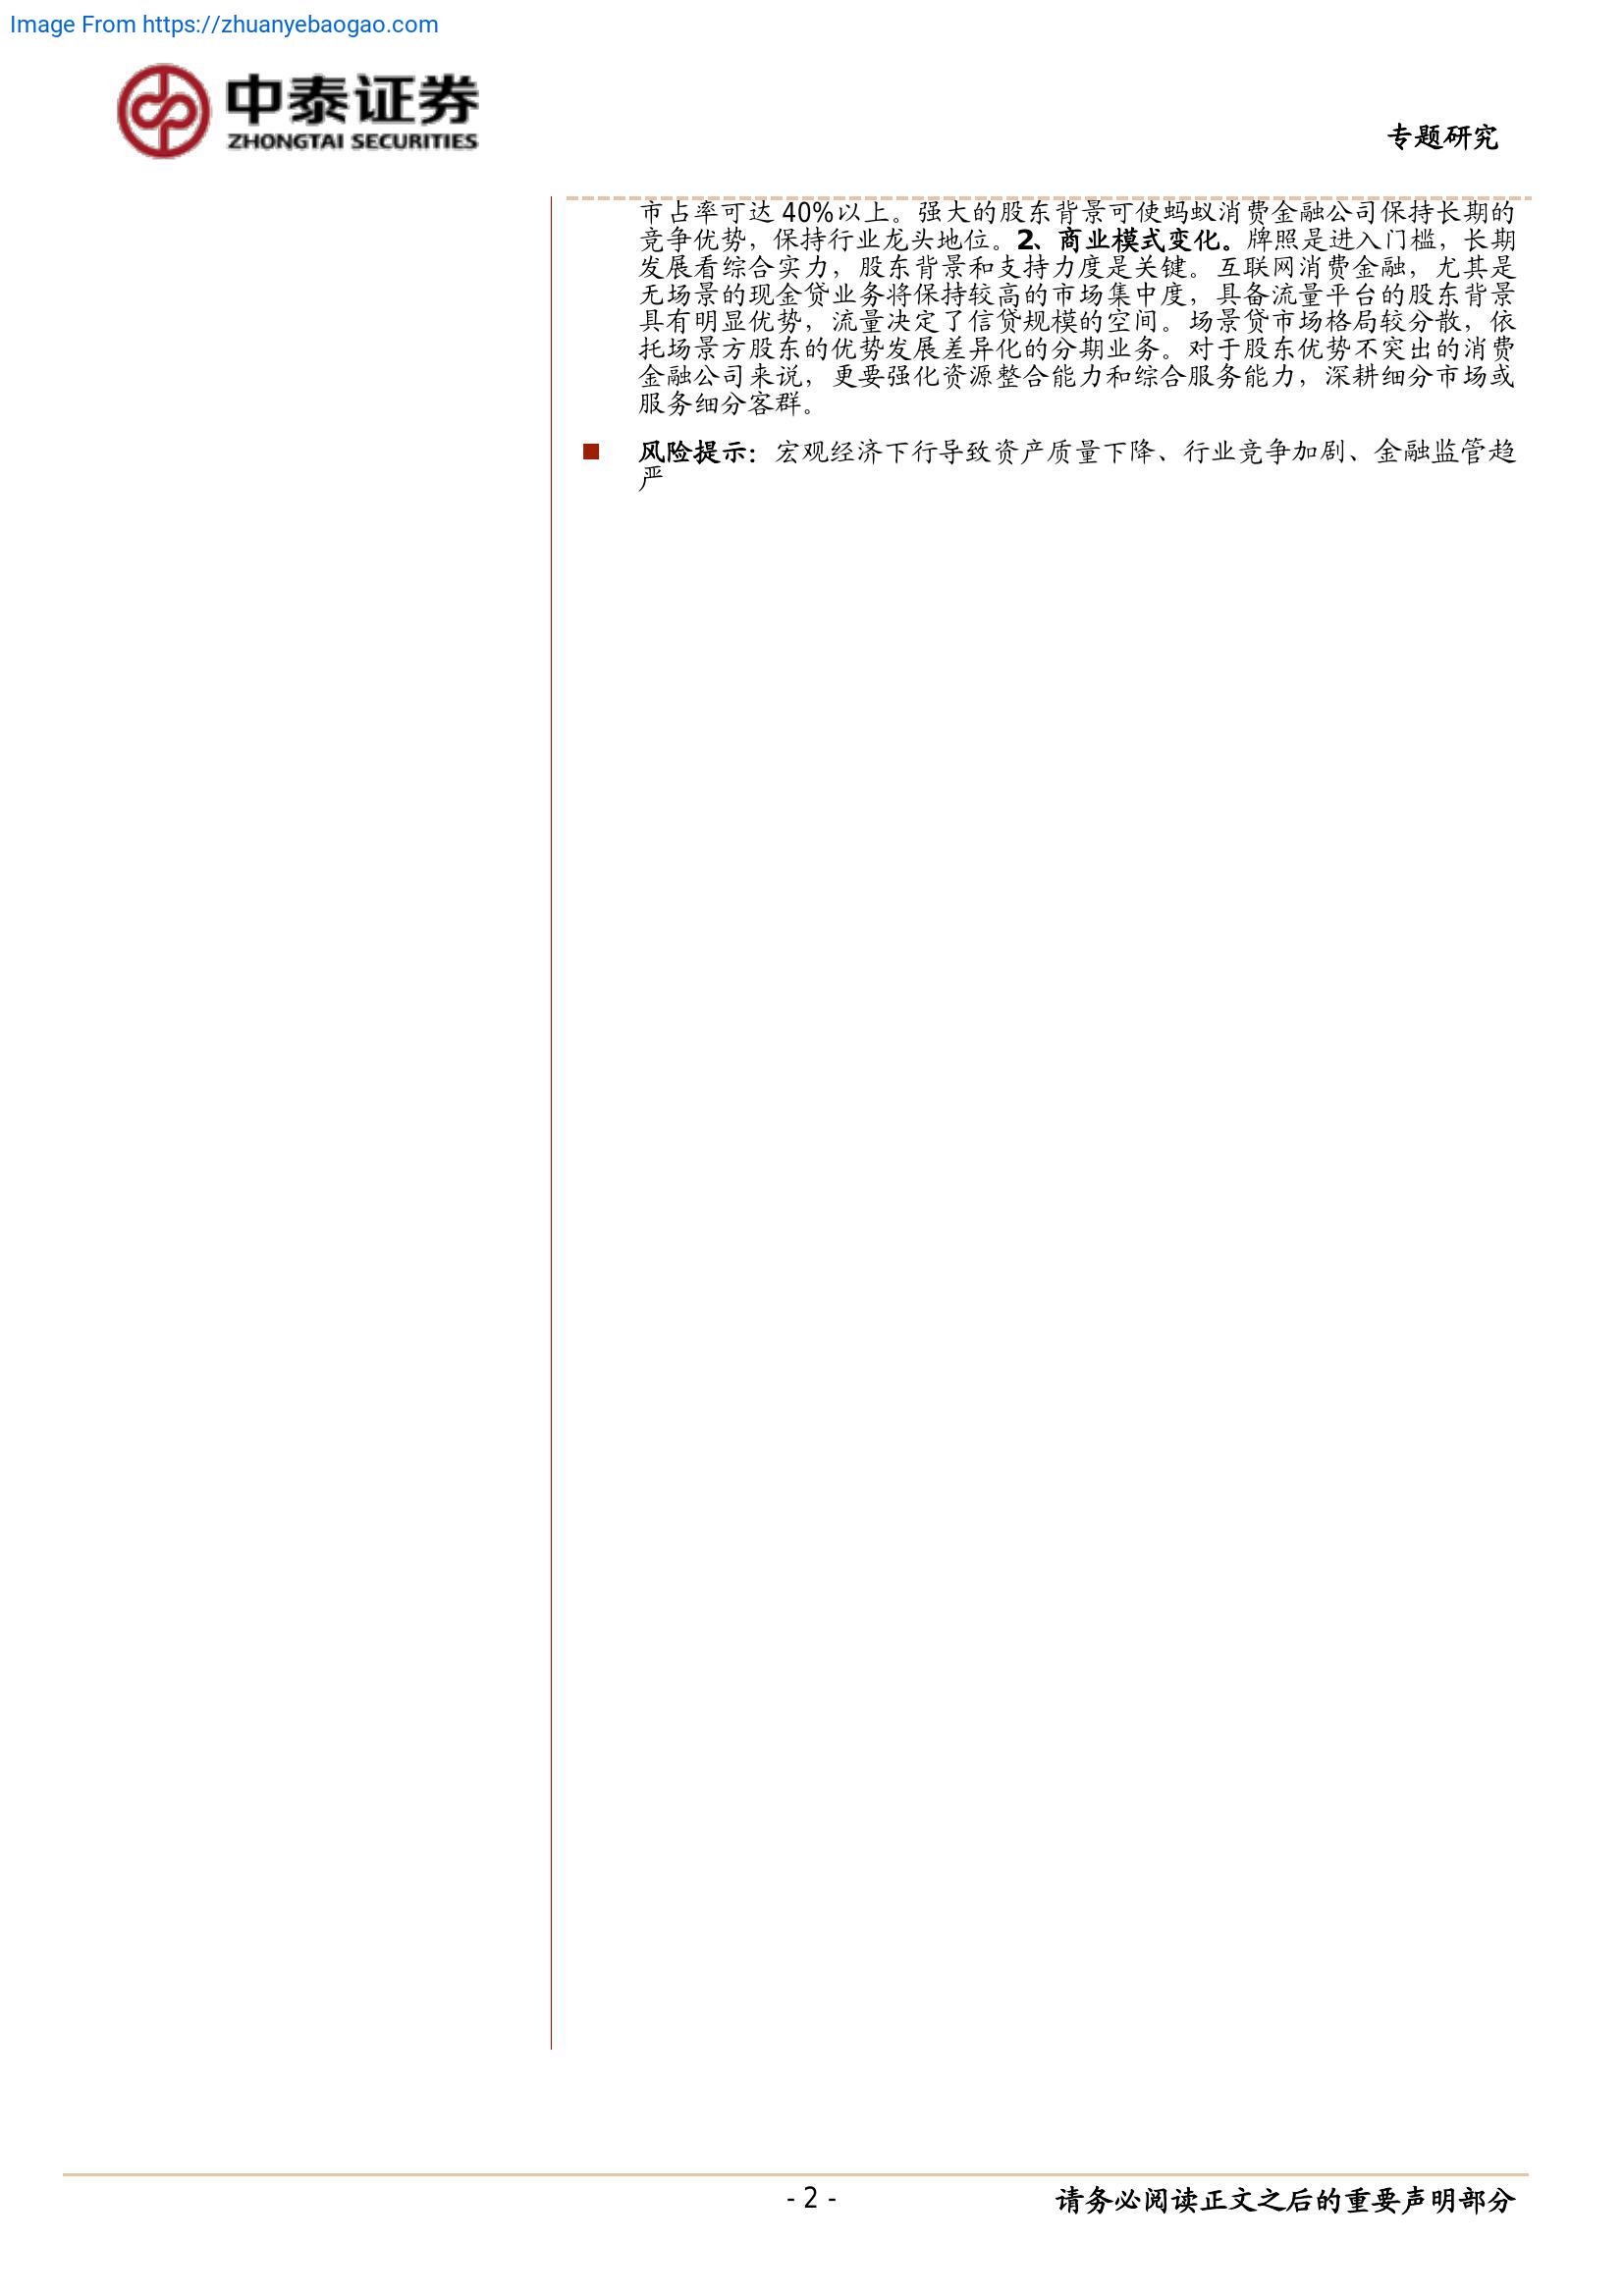 Image From https://zhuanyebaogao.com
中泰证券
ZHONGTAI SECURITIES
专题研究
市占率可达 40%以上。强大的股东背景可使蚂蚁消费金融公司保持长期的
竞争优势，保持行业龙头地位。2、商业模式变化。牌照是进入门槛，长期
发展看综合实力，股东背景和支持力度是关键。互联网消费金融，尤其是
无场景的现金贷业务将保持较高的市场集中度，具备流量平台的股东背景
具有明显优势，流量决定了信贷规模的空间。场景贷市场格局较分散，依
托场景方股东的优势发展差异化的分期业务。对于股东优势不突出的消费
金融公司来说，更要强化资源整合能力和综合服务能力，深耕细分市场或
服务细分客群。
风险提示：宏观经济下行导致资产质量下降、行业竞争加剧、金融监管趋
严
- 2 -
请务必阅读正文之后的重要声明部分